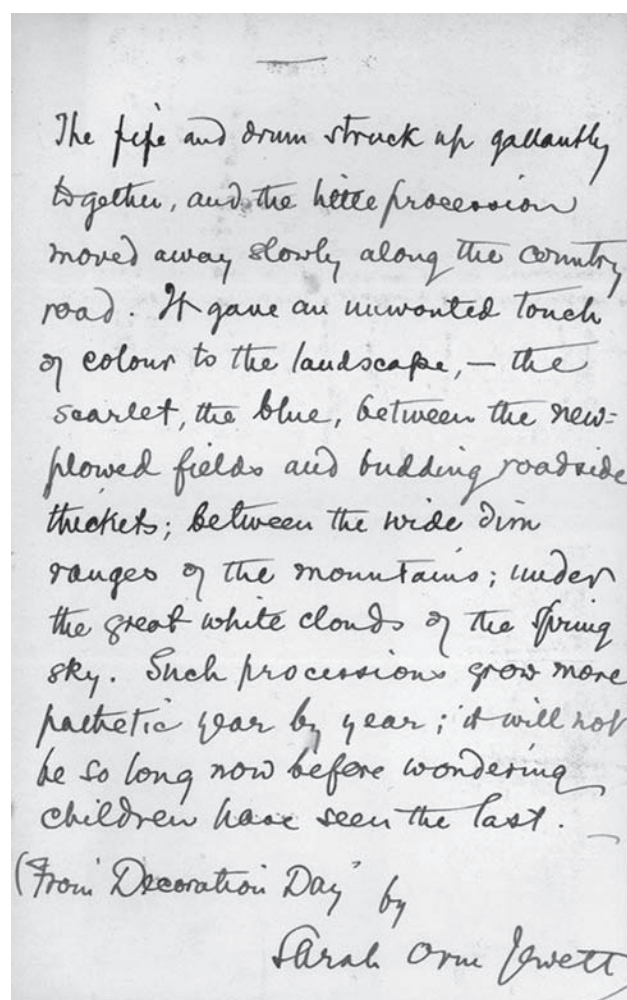 The fife and drum struck up gallantly
together, and the little procession
moved away slowly along the country
road. It gave an unwonted touch
of colour to the landscape,— the
scarlet, the blue, between the new=
plowed fields and budding roadside
thickets; between the wide dim
ranges of the mountains; under
the great white clouds of the spring
sky. Such processions grow more
pathetic year by year; it will not
be so long now before wondering
children have seen the last.—
(From "Decoration Day" by
Sarah Orne Jewett